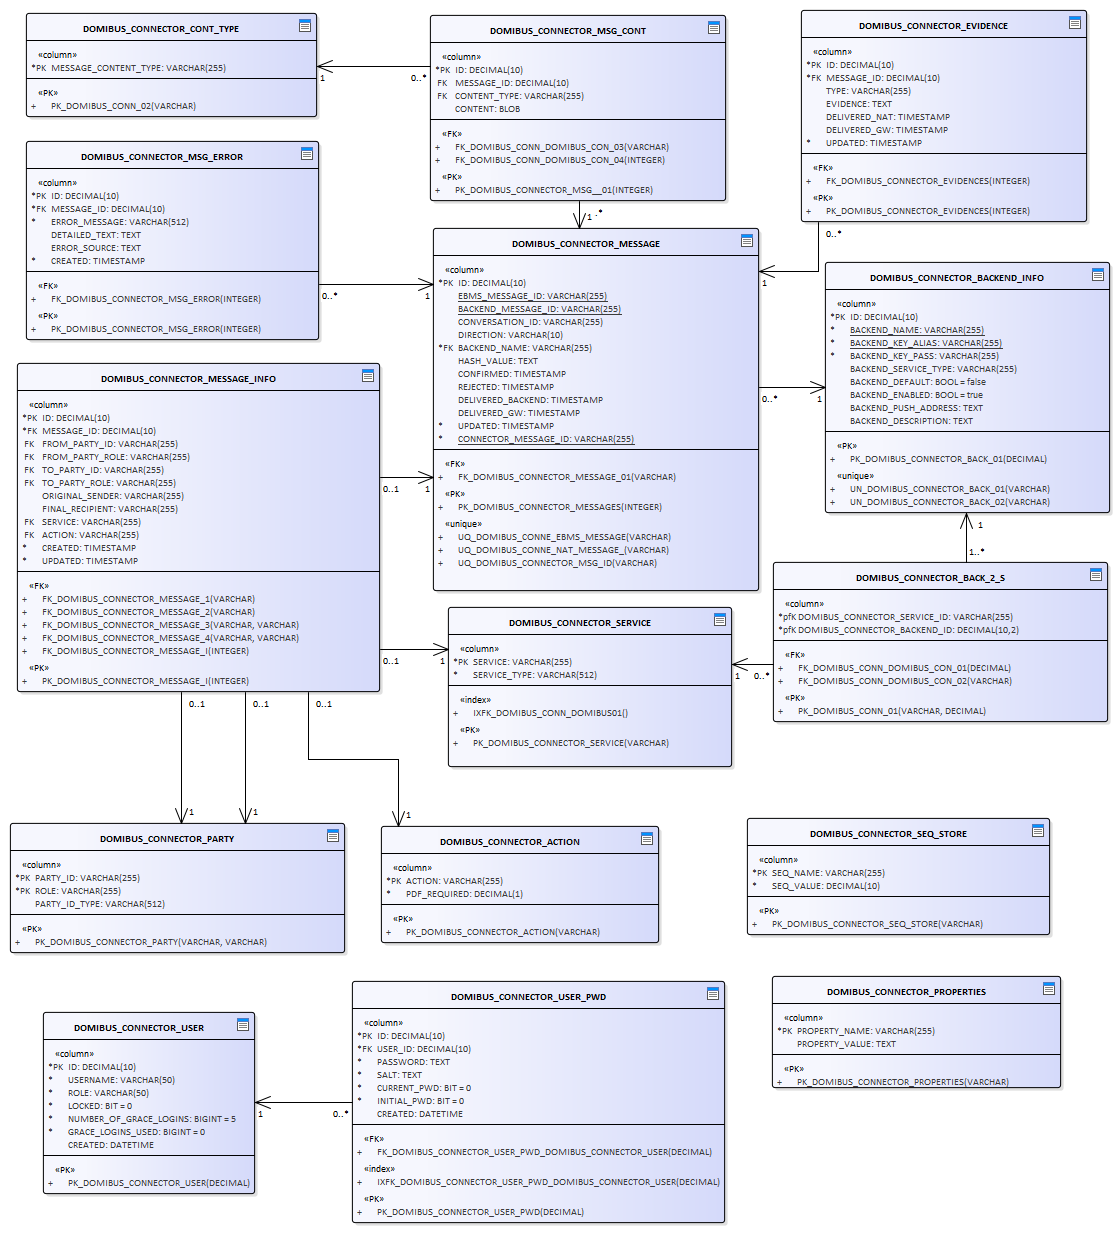 DOMIBUS_CONNECTOR_CONT_TYPE
«column»
*PK MESSAGE_CONTENT_TYPE: VARCHAR(255)
«PK»
+ PK_DOMIBUS_CONN_02(VARCHAR)
1
0..*
DOMIBUS_CONNECTOR_MSG_CONT
«column»
*PK ID: DECIMAL(10)
FK MESSAGE_ID: DECIMAL(10)
FK CONTENT_TYPE: VARCHAR(255)
CONTENT: BLOB
«FK»
+ FK_DOMIBUS_CONN_DOMIBUS_CON_03(VARCHAR)
+ FK_DOMIBUS_CONN_DOMIBUS_CON_04(INTEGER)
«PK»
+ PK_DOMIBUS_CONNECTOR_MSG__01(INTEGER)
1 .*
DOMIBUS_CONNECTOR_EVIDENCE
«column»
*PK ID: DECIMAL(10)
*FK MESSAGE_ID: DECIMAL(10)
TYPE: VARCHAR(255)
EVIDENCE: TEXT
DELIVERED_NAT: TIMESTAMP
DELIVERED_GW: TIMESTAMP
* UPDATED: TIMESTAMP
«FK»
+ FK_DOMIBUS_CONNECTOR_EVIDENCES(INTEGER)
«PK»
+ PK_DOMIBUS_CONNECTOR_EVIDENCES(INTEGER)
0..*
1
DOMIBUS_CONNECTOR_MSG_ERROR
«column»
*PK ID: DECIMAL(10)
*FK MESSAGE_ID: DECIMAL(10)
* ERROR_MESSAGE: VARCHAR(512)
DETAILED_TEXT: TEXT
ERROR_SOURCE: TEXT
* CREATED: TIMESTAMP
«FK»
+ FK_DOMIBUS_CONNECTOR_MSG_ERROR(INTEGER)
«PK»
+ PK_DOMIBUS_CONNECTOR_MSG_ERROR(INTEGER)
0..*
1
DOMIBUS_CONNECTOR_MESSAGE
«column»
*PK ID: DECIMAL(10)
EBMS_MESSAGE_ID: VARCHAR(255)
BACKEND_MESSAGE_ID: VARCHAR(255)
CONVERSATION_ID: VARCHAR(255)
DIRECTION: VARCHAR(10)
*FK BACKEND_NAME: VARCHAR(255)
HASH_VALUE: TEXT
CONFIRMED: TIMESTAMP
REJECTED: TIMESTAMP
DELIVERED_BACKEND: TIMESTAMP
DELIVERED_GW: TIMESTAMP
* UPDATED: TIMESTAMP
* CONNECTOR_MESSAGE_ID: VARCHAR(255)
«FK»
+ FK_DOMIBUS_CONNECTOR_MESSAGE_01(VARCHAR)
«PK»
+ PK_DOMIBUS_CONNECTOR_MESSAGES(INTEGER)
«unique»
+ UQ_DOMIBUS_CONNE_EBMS_MESSAGE(VARCHAR)
+ UQ_DOMIBUS_CONNE_NAT_MESSAGE_(VARCHAR)
+ UQ_DOMIBUS_CONNECTOR_MSG_ID(VARCHAR)
0..*
1
DOMIBUS_CONNECTOR_BACKEND_INFO
«column»
*PK ID: DECIMAL(10)
* BACKEND_NAME: VARCHAR(255)
* BACKEND_KEY_ALIAS: VARCHAR(255)
* BACKEND_KEY_PASS: VARCHAR(255)
BACKEND_SERVICE_TYPE: VARCHAR(255)
BACKEND_DEFAULT: BOOL = false
BACKEND_ENABLED: BOOL = true
BACKEND_PUSH_ADDRESS: TEXT
BACKEND_DESCRIPTION: TEXT
«PK»
+ PK_DOMIBUS_CONNECTOR_BACK_01(DECIMAL)
«unique»
+ UN_DOMIBUS_CONNECTOR_BACK_01(VARCHAR)
+ UN_DOMIBUS_CONNECTOR_BACK_02(VARCHAR)
1
1..*
DOMIBUS_CONNECTOR_MESSAGE_INFO
«column»
*PK ID: DECIMAL(10)
*FK MESSAGE_ID: DECIMAL(10)
FK FROM_PARTY_ID: VARCHAR(255)
FK FROM_PARTY_ROLE: VARCHAR(255)
FK TO_PARTY_ID: VARCHAR(255)
FK TO_PARTY_ROLE: VARCHAR(255)
ORIGINAL_SENDER: VARCHAR(255)
FINAL_RECIPIENT: VARCHAR(255)
FK SERVICE: VARCHAR(255)
FK ACTION: VARCHAR(255)
* CREATED: TIMESTAMP
* UPDATED: TIMESTAMP
«FK»
+ FK_DOMIBUS_CONNECTOR_MESSAGE_1(VARCHAR)
+ FK_DOMIBUS_CONNECTOR_MESSAGE_2(VARCHAR)
+ FK_DOMIBUS_CONNECTOR_MESSAGE_3(VARCHAR, VARCHAR)
+ FK_DOMIBUS_CONNECTOR_MESSAGE_4(VARCHAR, VARCHAR)
+ FK_DOMIBUS_CONNECTOR_MESSAGE_I(INTEGER)
«PK»
+ PK_DOMIBUS_CONNECTOR_MESSAGE_I(INTEGER)
0..1
1
0..1
1
0..1
0..1
0..1
1
1
1
DOMIBUS_CONNECTOR_SERVICE
«column»
*PK SERVICE: VARCHAR(255)
* SERVICE_TYPE: VARCHAR(512)
«index»
+ IXFK_DOMIBUS_CONN_DOMIBUS01()
«PK»
+ PK_DOMIBUS_CONNECTOR_SERVICE(VARCHAR)
1
0..*
DOMIBUS_CONNECTOR_BACK_2_S
«column»
*pfK DOMIBUS_CONNECTOR_SERVICE_ID: VARCHAR(255)
*pfK DOMIBUS_CONNECTOR_BACKEND_ID: DECIMAL(10,2)
«FK»
+ FK_DOMIBUS_CONN_DOMIBUS_CON_01(DECIMAL)
+ FK_DOMIBUS_CONN_DOMIBUS_CON_02(VARCHAR)
«PK»
+ PK_DOMIBUS_CONN_01(VARCHAR, DECIMAL)
DOMIBUS_CONNECTOR_PARTY
«column»
*PK PARTY_ID: VARCHAR(255)
*PK ROLE: VARCHAR(255)
PARTY_ID_TYPE: VARCHAR(512)
«PK»
+ PK_DOMIBUS_CONNECTOR_PARTY(VARCHAR, VARCHAR)
DOMIBUS_CONNECTOR_ACTION
«column»
*PK ACTION: VARCHAR(255)
* PDF_REQUIRED: DECIMAL(1)
«PK»
+ PK_DOMIBUS_CONNECTOR_ACTION(VARCHAR)
DOMIBUS_CONNECTOR_SEQ_STORE
«column»
*PK SEQ_NAME: VARCHAR(255)
* SEQ_VALUE: DECIMAL(10)
«PK»
+ PK_DOMIBUS_CONNECTOR_SEQ_STORE(VARCHAR)
DOMIBUS_CONNECTOR_USER
«column»
*PK ID: DECIMAL(10)
* USERNAME: VARCHAR(50)
* ROLE: VARCHAR(50)
* LOCKED: BIT = 0
* NUMBER_OF_GRACE_LOGINS: BIGINT = 5
* GRACE_LOGINS_USED: BIGINT = 0
CREATED: DATETIME
«PK»
+ PK_DOMIBUS_CONNECTOR_USER(DECIMAL)
1
0..*
DOMIBUS_CONNECTOR_USER_PWD
«column»
*PK ID: DECIMAL(10)
*FK USER_ID: DECIMAL(10)
* PASSWORD: TEXT
* SALT: TEXT
* CURRENT_PWD: BIT = 0
* INITIAL_PWD: BIT = 0
CREATED: DATETIME
«FK»
+ FK_DOMIBUS_CONNECTOR_USER_PWD_DOMIBUS_CONNECTOR_USER(DECIMAL)
«index»
+ IXFK_DOMIBUS_CONNECTOR_USER_PWD_DOMIBUS_CONNECTOR_USER(DECIMAL)
«PK»
+ PK_DOMIBUS_CONNECTOR_USER_PWD(DECIMAL)
DOMIBUS_CONNECTOR_PROPERTIES
«column»
*PK PROPERTY_NAME: VARCHAR(255)
PROPERTY_VALUE: TEXT
«PK»
+ PK_DOMIBUS_CONNECTOR_PROPERTIES(VARCHAR)